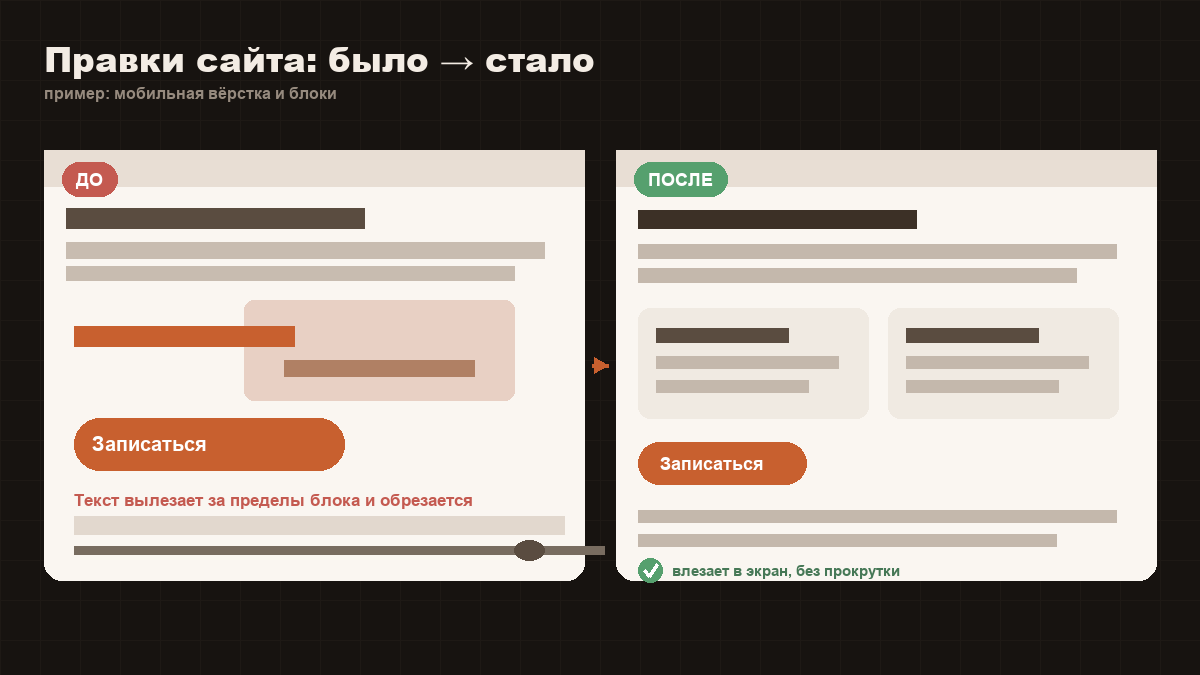 Правки сайта: было → стало
пример: мобильная вёрстка и блоки
ДО
Записаться
Текст вылезает за пределы блока и обрезается
ПОСЛЕ
Записаться
влезает в экран, без прокрутки